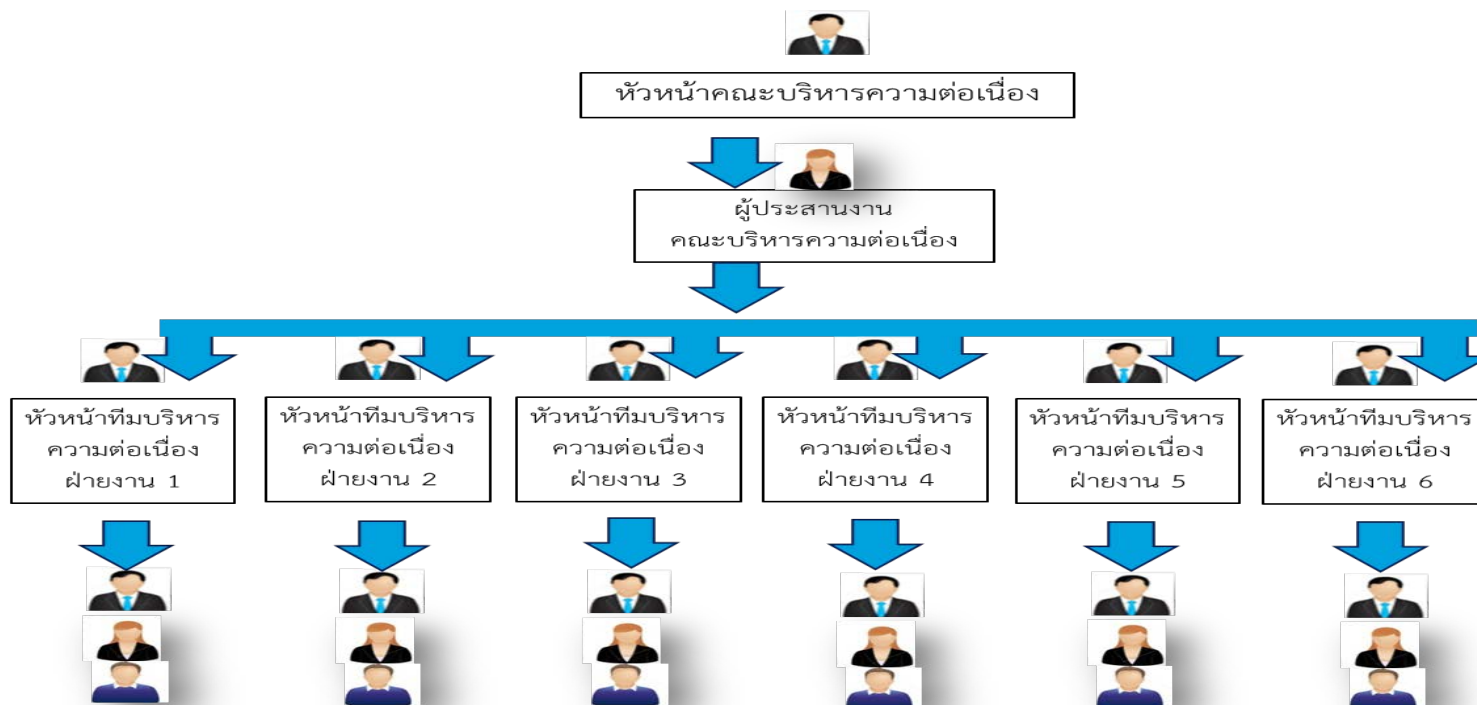 หัวหน้าคณะบริหารความต่อเนื่อง
ผู้ประสานงาน
คณะบริหารความต่อเนื่อง
หัวหน้าทีมบริหาร
ความต่อเนื่อง
ฝ่ายงาน 1
หัวหน้าทีมบริหาร
ความต่อเนื่อง
ฝ่ายงาน 2
หัวหน้าทีมบริหาร
ความต่อเนื่อง
ฝ่ายงาน 3
หัวหน้าทีมบริหาร
ความต่อเนื่อง
ฝ่ายงาน 4
หัวหน้าทีมบริหาร
ความต่อเนื่อง
ฝ่ายงาน 5
หัวหน้าทีมบริหาร
ความต่อเนื่อง
ฝ่ายงาน 6